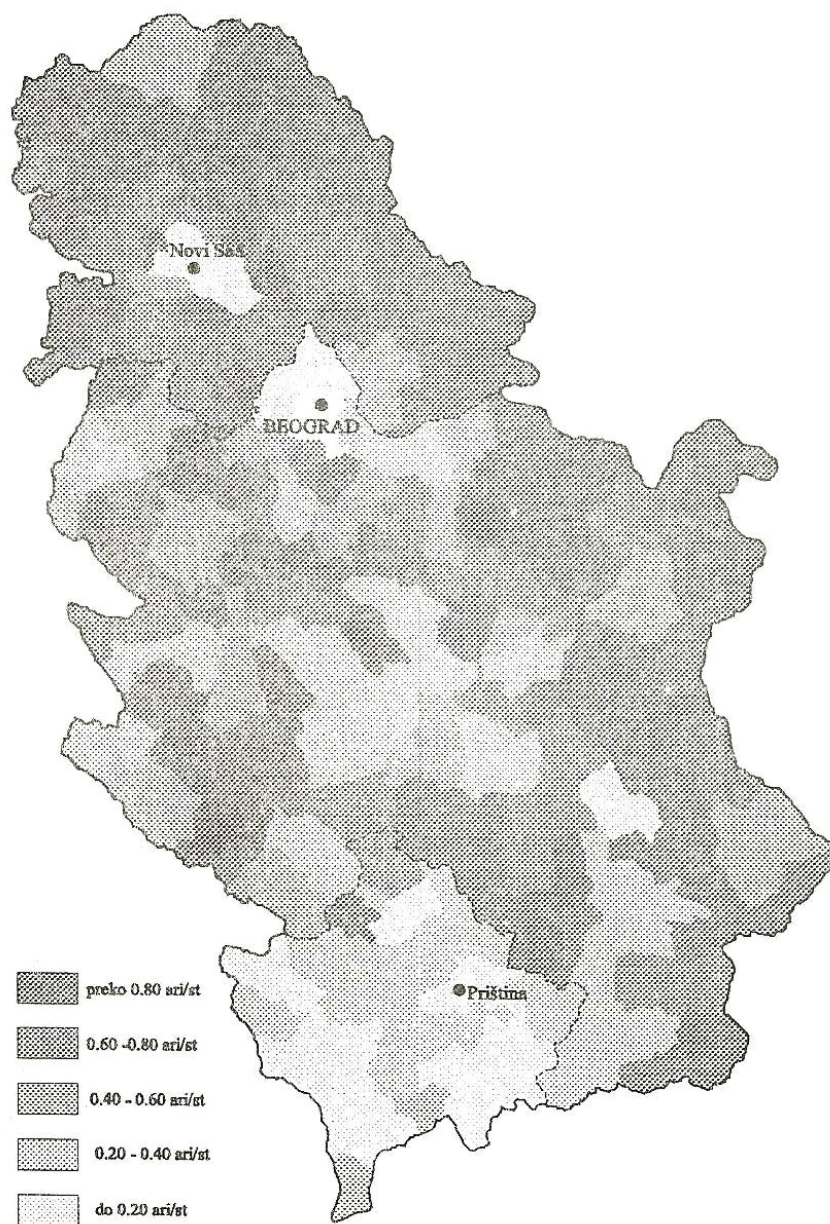 Novi Sad
BEOGRAD
Priština
preko 0.80 ari/st
0.60 -0.80 ari/st
0.40 - 0.60 ari/st
0.20 - 0.40 ari/st
do 0.20 ari/st